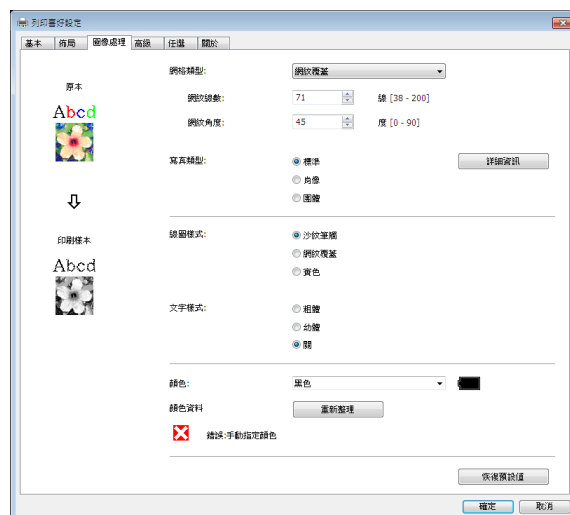 列印喜好設定
基本 佈局 圖像處理 高級 任選 關於
原本
Abcd
印刷樣本
Abcd
網格類型: 網紋覆蓋
網紋線數: 71 線 [38 - 200]
網紋角度: 45 度 [0 - 90]
寫真類型: 標準 詳細資訊
肖像
團體
線圖樣式: 沙紋筆觸
網紋覆蓋
實色
文字樣式: 粗體
幼體
關
顏色: 黑色
顏色資料 重新整理
錯誤:手動指定顏色
恢復預設值
確定 取消